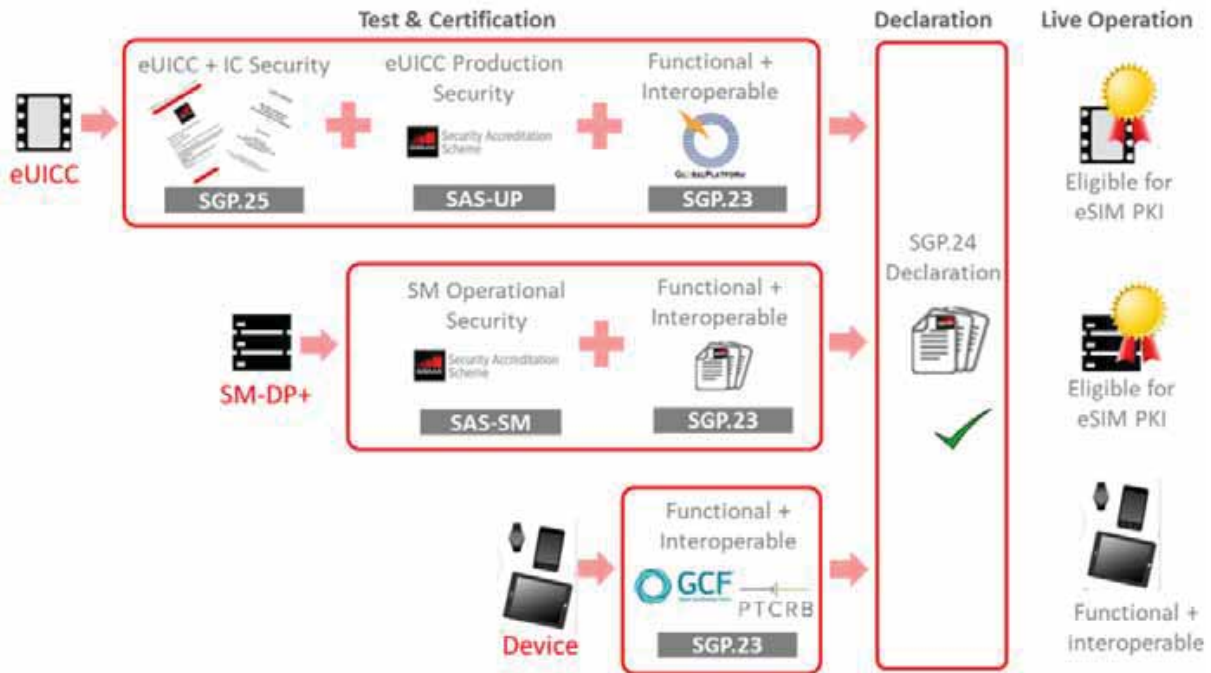 Test & Certification
Declaration
Live Operation
eUICC + IC Security
eUICC Production
Security
Functional +
Interoperable
Security Accreditation
Scheme
GLOBALPLATFORM
eUICC
SGP.25
SAS-UP
SGP.23
Eligible for
eSIM PKI
SGP.24
Declaration
SM Operational
Security
Functional +
Interoperable
Security Accreditation
Scheme
SM-DP+
SAS-SM
SGP.23
Eligible for
eSIM PKI
Functional +
Interoperable
GCF
PTCRB
Device
SGP.23
Functional +
interoperable